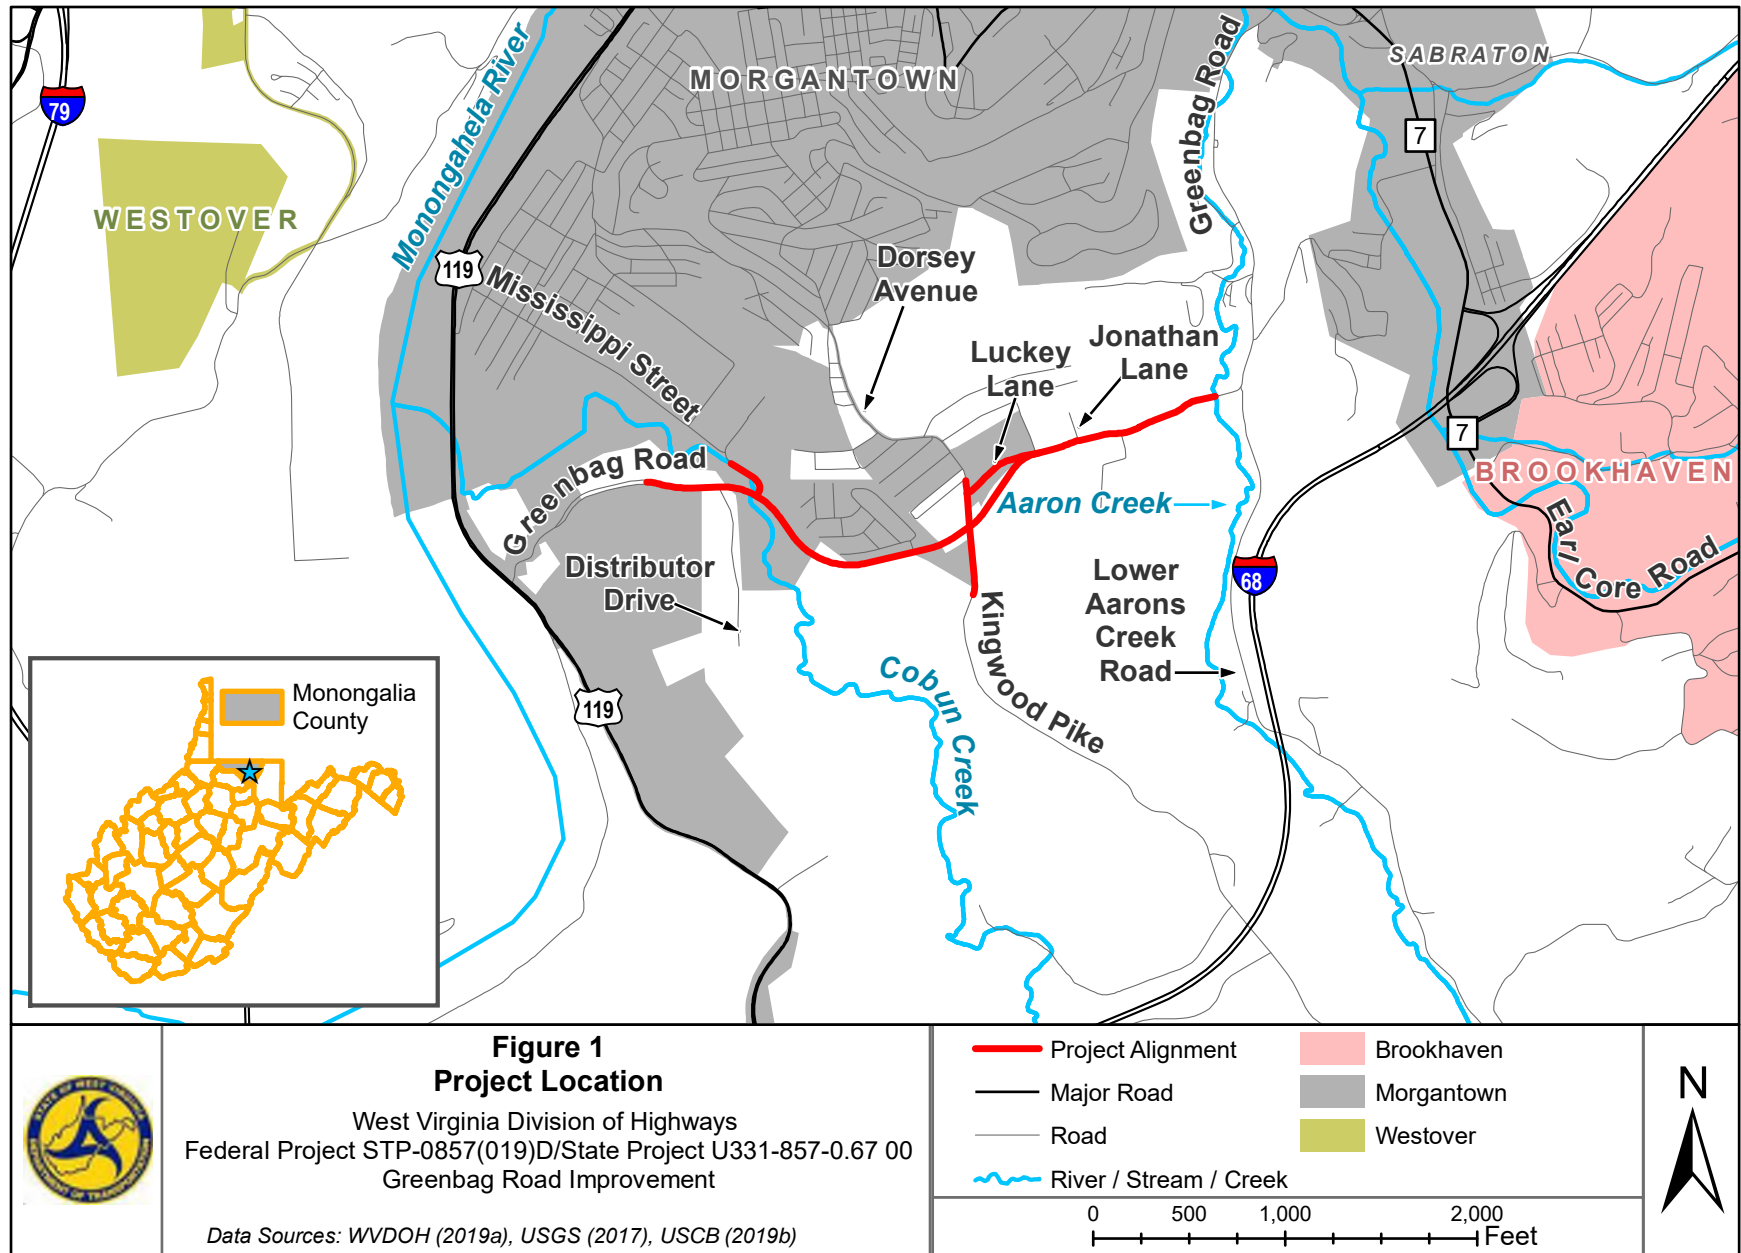 MORGANTOWN
SABRATON
Greenbag Road
Monongahela River
79
7
WESTOVER
119
Mississippi Street
Dorsey
Avenue
Jonathan
Lane
Luckey
Lane
7
BROOKHAVEN
Greenbag Road
Aaron Creek
Earl Core Road
Distributor
Drive
Lower
Aarons
Creek
Road
68
Kingwood Pike
Cobun Creek
119
Monongalia
County
Figure 1
Project Location
West Virginia Division of Highways
Federal Project STP-0857(019)D/State Project U331-857-0.67 00
Greenbag Road Improvement
Data Sources: WVDOH (2019a), USGS (2017), USCB (2019b)
Project Alignment
Major Road
Road
River / Stream / Creek
Brookhaven
Morgantown
Westover
0 500 1,000 2,000
Feet
N